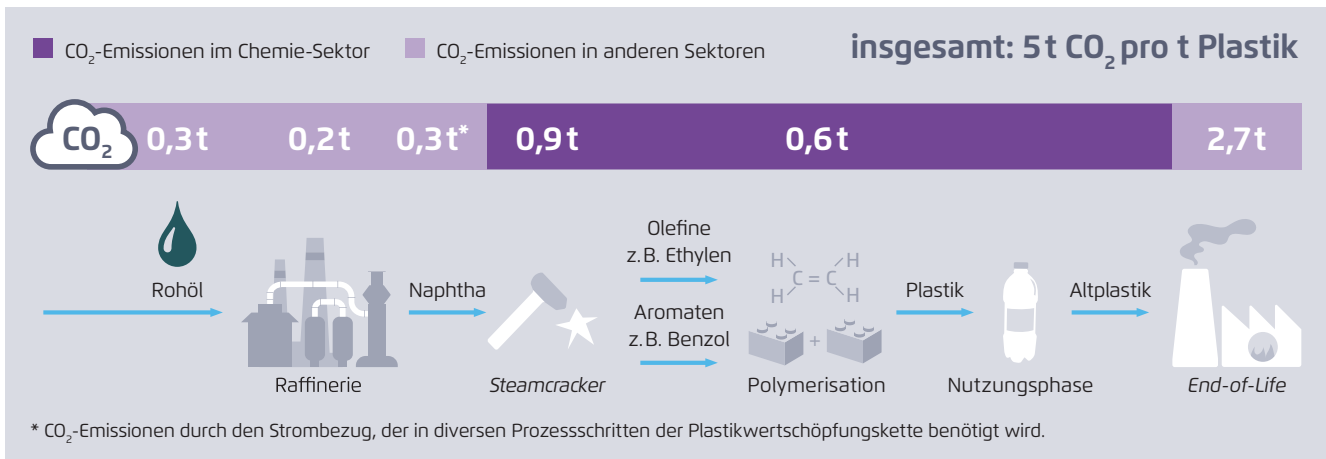 CO₂-Emissionen im Chemie-Sektor
CO₂-Emissionen in anderen Sektoren
insgesamt: 5 t CO₂ pro t Plastik
CO₂
0,3 t
0,2 t
0,3 t*
0,9 t
0,6 t
2,7 t
Rohöl
Raffinerie
Naphtha
Steamcracker
Olefine
z. B. Ethylen
Aromaten
z. B. Benzol
H H
C = C
H H
+
Polymerisation
Plastik
Nutzungsphase
Altplastik
End-of-Life
* CO₂-Emissionen durch den Strombezug, der in diversen Prozessschritten der Plastikwertschöpfungskette benötigt wird.